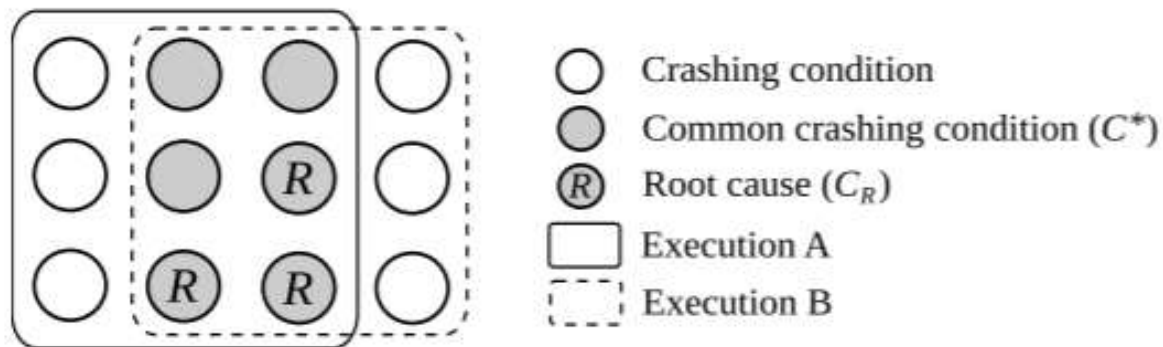 R
R R
Crashing condition
Common crashing condition (C*)
R Root cause (C_R)
Execution A
Execution B